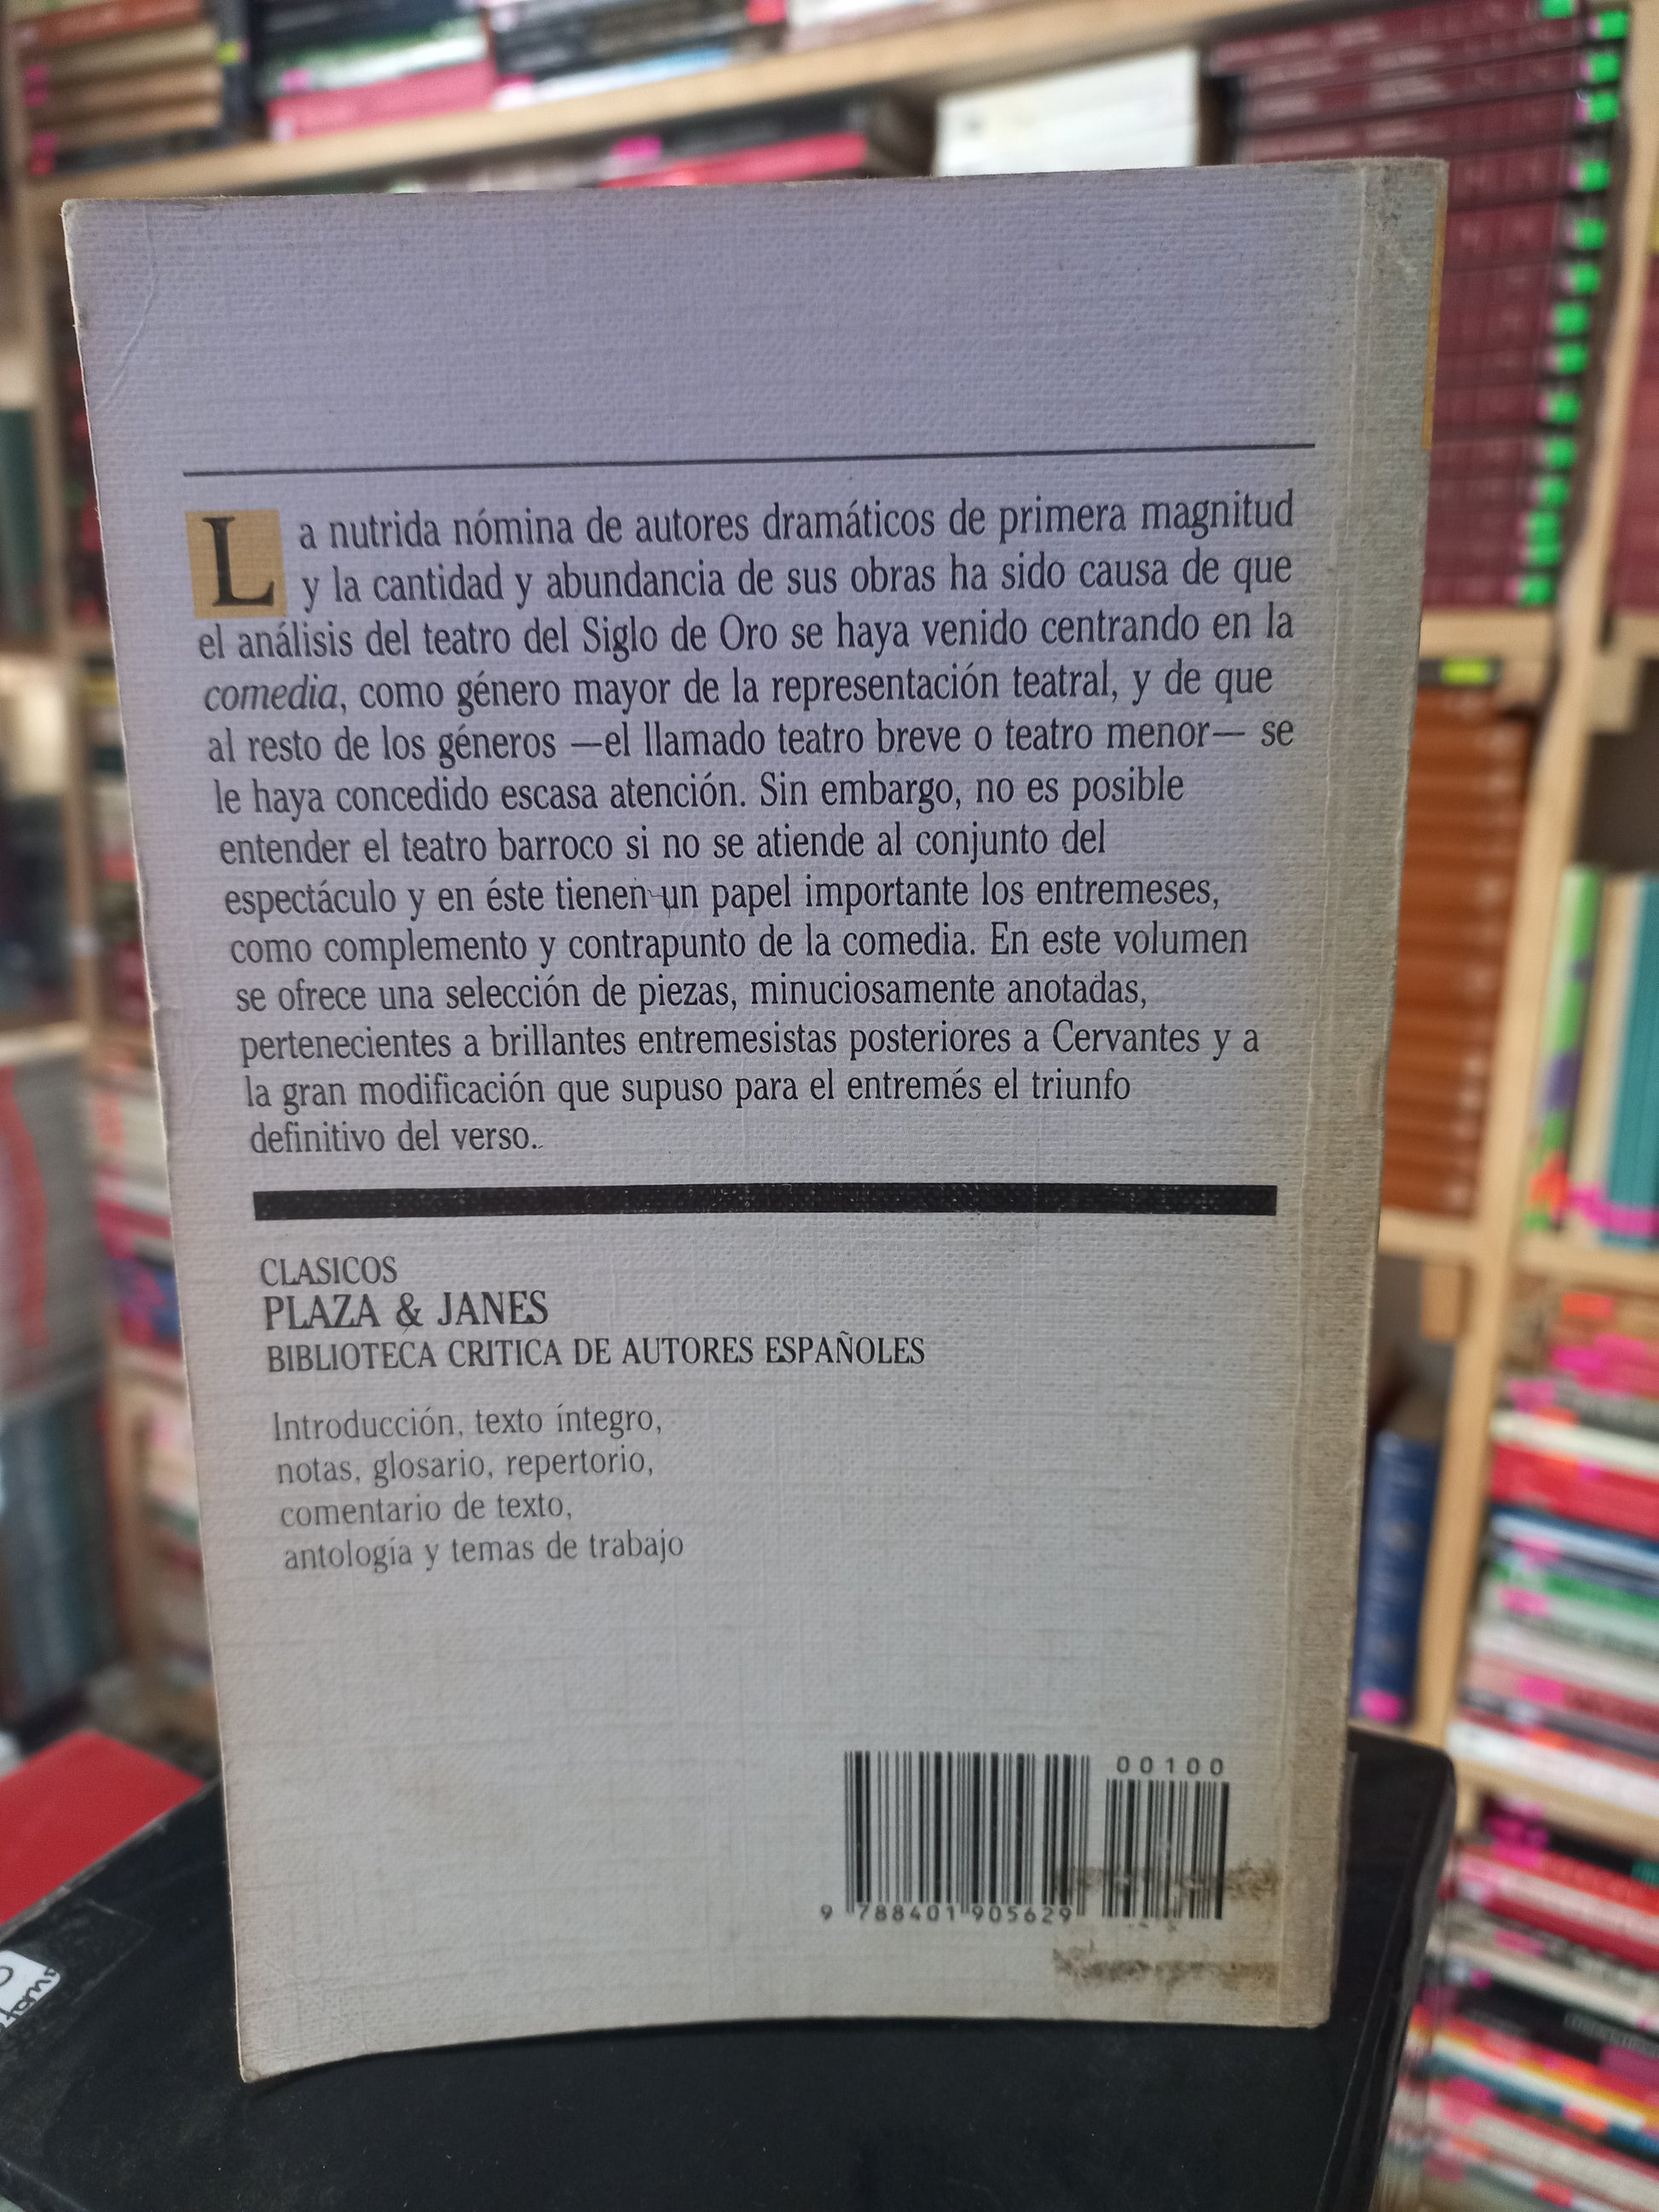 La nutrida nómina de autores dramáticos de primera magnitud
y la cantidad y abundancia de sus obras ha sido causa de que
el análisis del teatro del Siglo de Oro se haya venido centrando en la
comedia, como género mayor de la representación teatral, y de que
al resto de los géneros —el llamado teatro breve o teatro menor— se
le haya concedido escasa atención. Sin embargo, no es posible
entender el teatro barroco si no se atiende al conjunto del
espectáculo y en éste tienen un papel importante los entremeses,
como complemento y contrapunto de la comedia. En este volumen
se ofrece una selección de piezas, minuciosamente anotadas,
pertenecientes a brillantes entremesistas posteriores a Cervantes y a
la gran modificación que supuso para el entremés el triunfo
definitivo del verso.
CLASICOS
PLAZA & JANES
BIBLIOTECA CRITICA DE AUTORES ESPAÑOLES
Introducción, texto íntegro,
notas, glosario, repertorio,
comentario de texto,
antología y temas de trabajo
00100
9 788401 905629